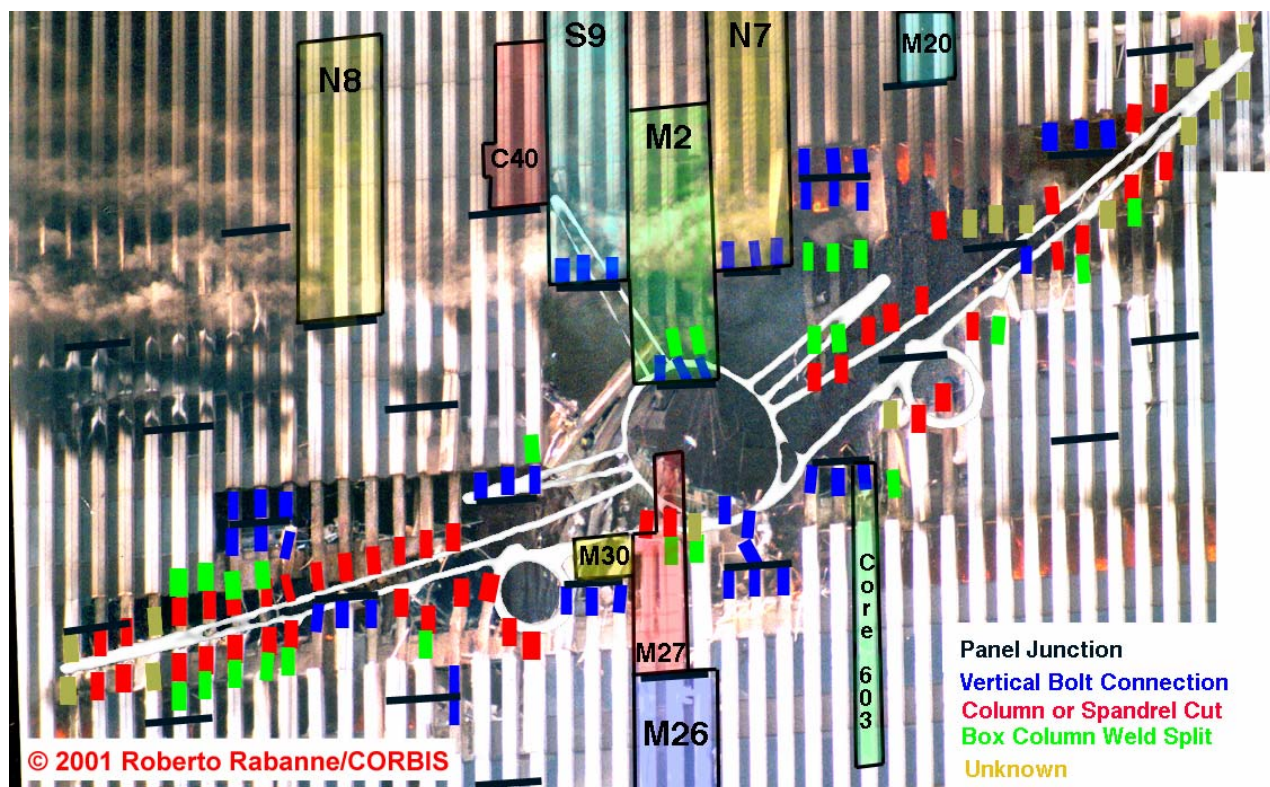 S9
N7
M20
N8
M2
C40
M30
Core 603
M27
M26
Panel Junction
Vertical Bolt Connection
Column or Spandrel Cut
Box Column Weld Split
Unknown
© 2001 Roberto Rabanne/CORBIS